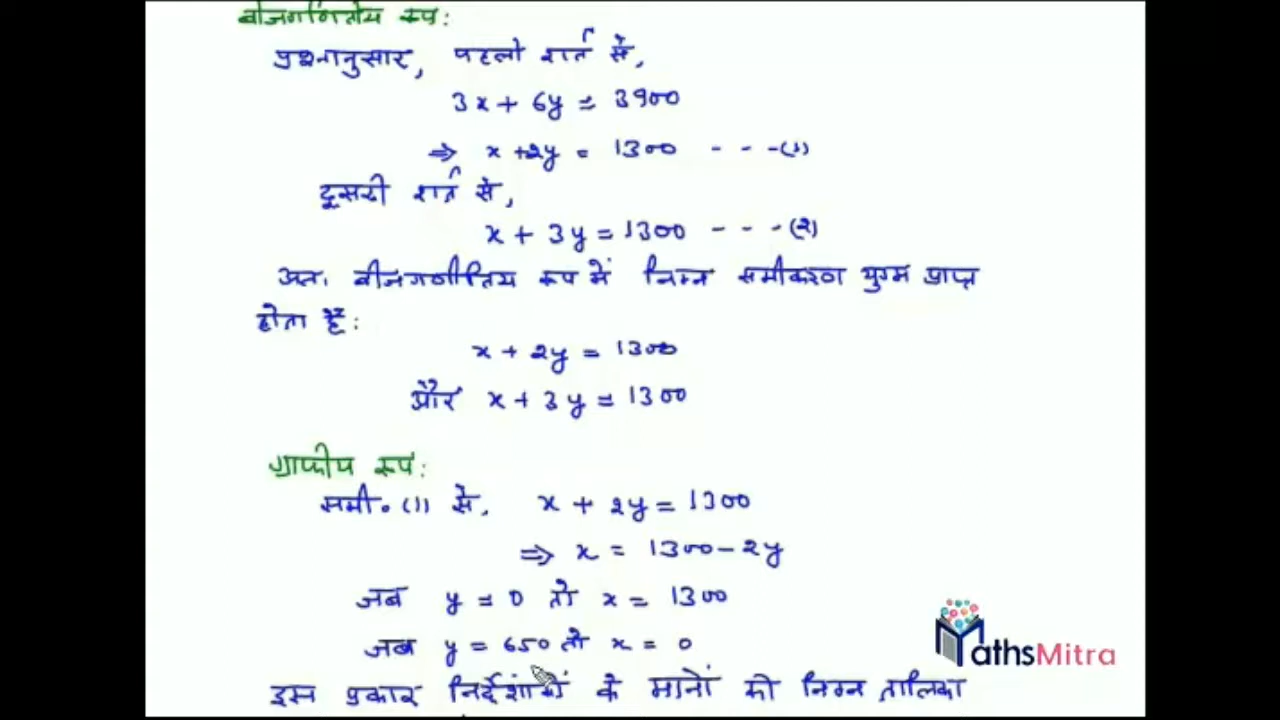 बीजगणितीय रूप:
प्रश्नानुसार, पहली शर्त से,
3x + 6y = 3900
⇒ x + 2y = 1300 - - - (1)
दूसरी शर्त से,
x + 3y = 1300 - - - (2)
अतः बीजगणीतिय रूप में निम्न समीकरण युग्म प्राप्त
होता है:
x + 2y = 1300
और x + 3y = 1300
ग्राफीय रूप:
समी. (1) से, x + 2y = 1300
⇒ x = 1300 - 2y
जब y = 0 तो x = 1300
जब y = 650 तो x = 0
इस प्रकार निर्देशांकों के मानों की निम्न तालिका
MathsMitra